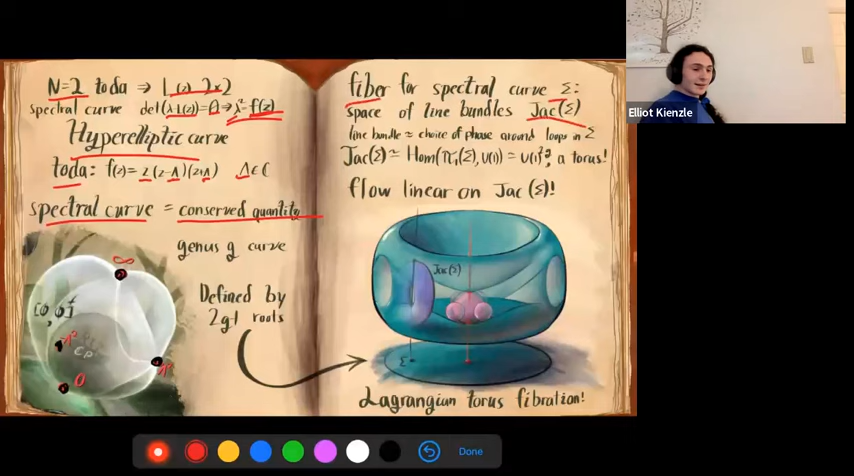 N=2 toda ⇒ L(z) 2x2
spectral curve det(λ-L(z))=0 ⇒ λ²=f(z)
Hyperelliptic curve
toda: f(z)= z(z-Λ)(z+Λ) Λ∈ℂ
spectral curve = conserved quantity
genus g curve
Defined by
2g+1 roots
∞
0
fiber for spectral curve Σ:
space of line bundles Jac(Σ)
line bundle ≈ choice of phase around loops in Σ
Jac(Σ)≃ Hom(π₁(Σ), U(1)) = U(1)²ᵍ, a torus!
flow linear on Jac(Σ)!
Jac(Σ)
Σ
Lagrangian torus fibration!
Elliot Kienzle
Done